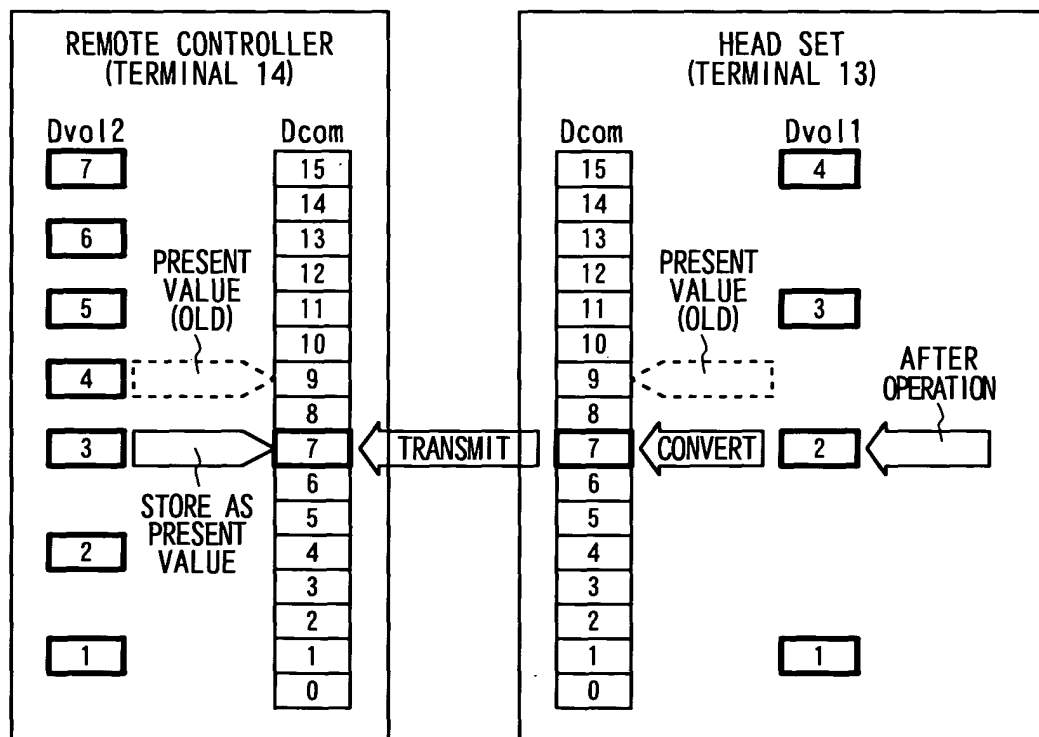 REMOTE CONTROLLER
(TERMINAL 14)
Dvol2
Dcom
7
6
5
4
3
2
1
15
14
13
12
11
10
9
8
7
6
5
4
3
2
1
0
PRESENT
VALUE
(OLD)
STORE AS
PRESENT
VALUE
TRANSMIT
HEAD SET
(TERMINAL 13)
Dcom
Dvol1
15
14
13
12
11
10
9
8
7
6
5
4
3
2
1
0
PRESENT
VALUE
(OLD)
CONVERT
4
3
2
1
AFTER
OPERATION